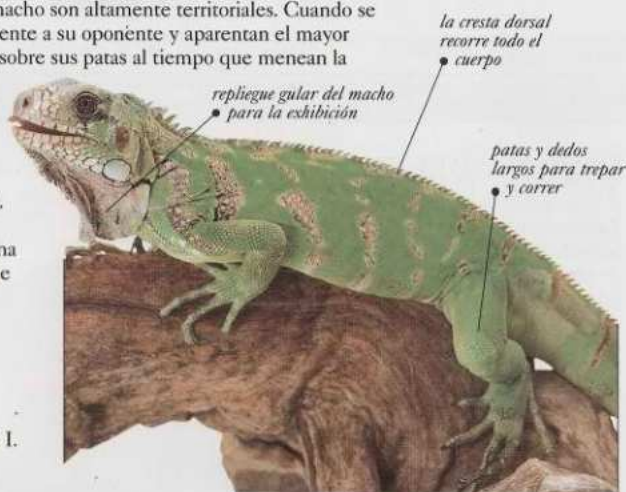 macho son altamente territoriales. Cuando se
ente a su oponente y aparentan el mayor
sobre sus patas al tiempo que menean la
la cresta dorsal
recorre todo el
cuerpo
repliegue gular del macho
para la exhibición
patas y dedos
largos para trepar
y correr
na
e
I.